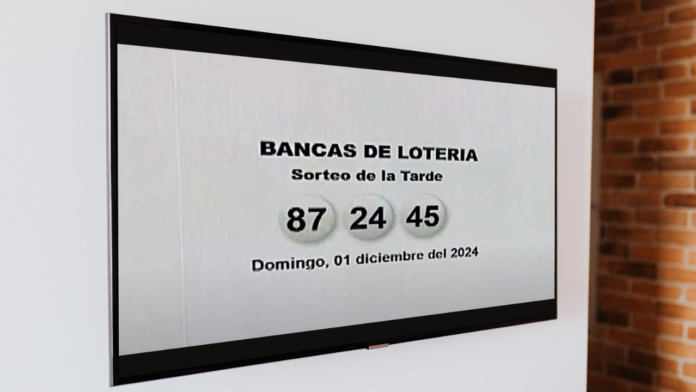 BANCAS DE LOTERIA
Sorteo de la Tarde
87 24 45
Domingo, 01 diciembre del 2024